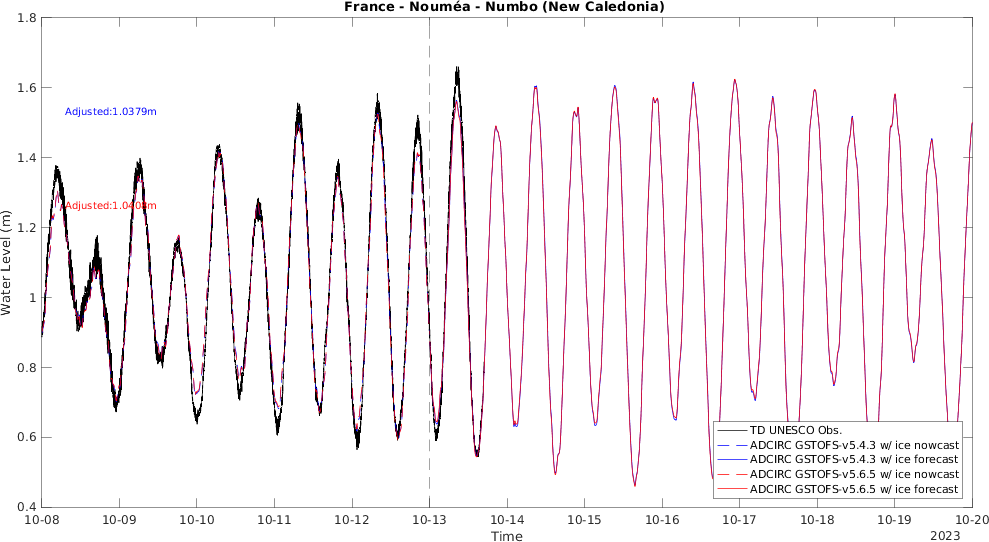 France - Nouméa - Numbo (New Caledonia)
1.8
1.6
1.4
1.2
1
0.8
0.6
0.4
Water Level (m)
Adjusted:1.0379m
Adjusted:1.0408m
TD UNESCO Obs.
ADCIRC GSTOFS-v5.4.3 w/ ice nowcast
ADCIRC GSTOFS-v5.4.3 w/ ice forecast
ADCIRC GSTOFS-v5.6.5 w/ ice nowcast
ADCIRC GSTOFS-v5.6.5 w/ ice forecast
10-08 10-09 10-10 10-11 10-12 10-13 10-14 10-15 10-16 10-17 10-18 10-19 10-20
Time
2023